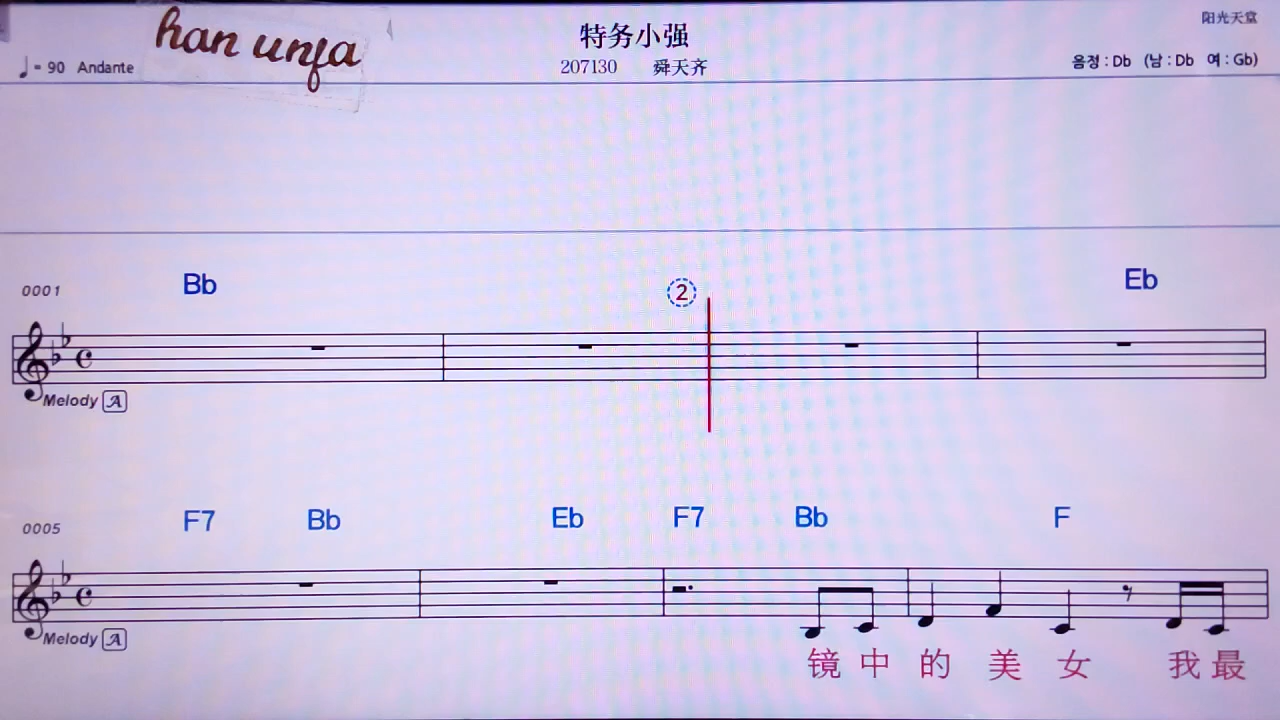 han unfa
特务小强
阳光天堂
♩= 90 Andante
207130 舜天齐
음정 : Db (남 : Db 여 : Gb)
0001 Bb ② Eb
Melody A
0005 F7 Bb Eb F7 Bb F
Melody A
镜 中 的 美 女 我 最